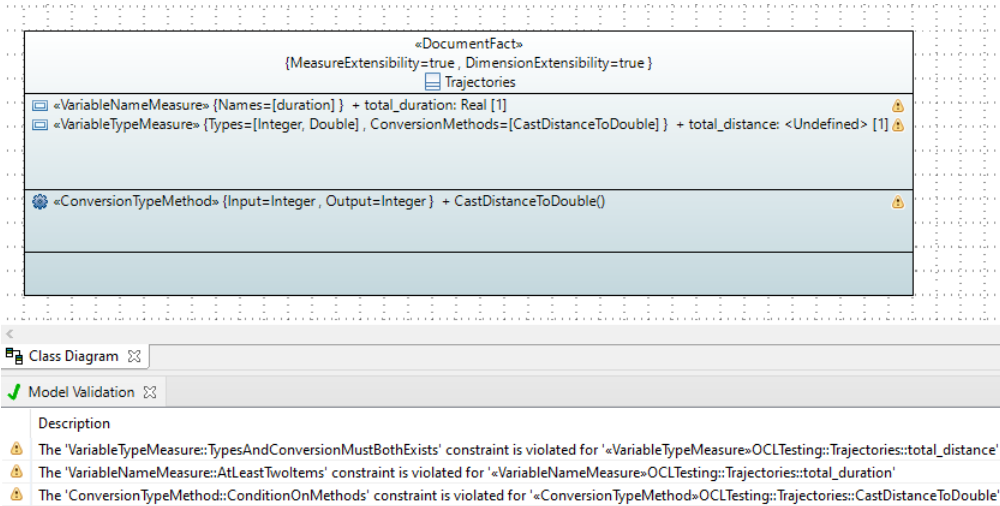 «DocumentFact»
{MeasureExtensibility=true , DimensionExtensibility=true }
Trajectories
«VariableNameMeasure» {Names=[duration] } + total_duration: Real [1]
«VariableTypeMeasure» {Types=[Integer, Double] , ConversionMethods=[CastDistanceToDouble] } + total_distance: <Undefined> [1]
«ConversionTypeMethod» {Input=Integer , Output=Integer } + CastDistanceToDouble()
Class Diagram
Model Validation
Description
The 'VariableTypeMeasure::TypesAndConversionMustBothExists' constraint is violated for '«VariableTypeMeasure»OCLTesting::Trajectories::total_distance'
The 'VariableNameMeasure::AtLeastTwoItems' constraint is violated for '«VariableNameMeasure»OCLTesting::Trajectories::total_duration'
The 'ConversionTypeMethod::ConditionOnMethods' constraint is violated for '«ConversionTypeMethod»OCLTesting::Trajectories::CastDistanceToDouble'